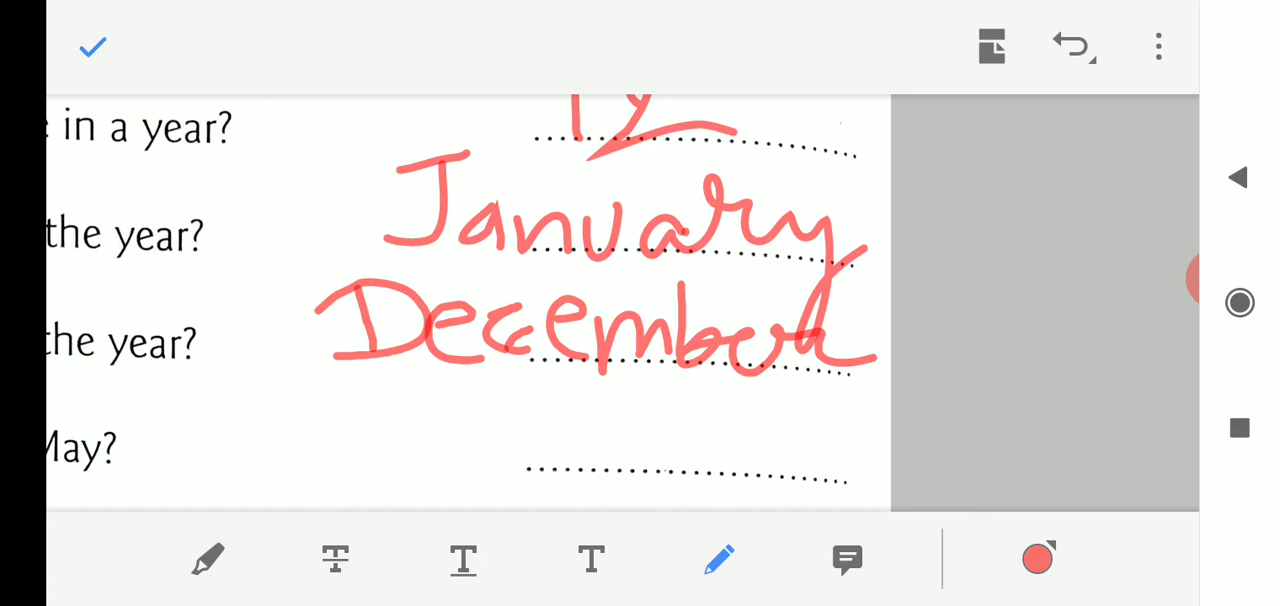 in a year? 12
the year? January
the year? December
May?